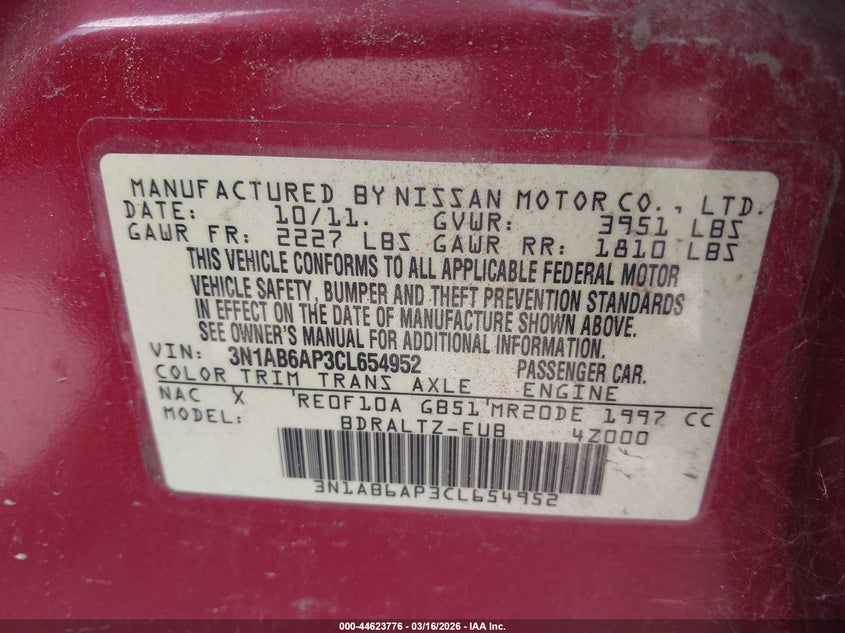 MANUFACTURED BY NISSAN MOTOR CO., LTD.
DATE: 10/11. GVWR: 3951 LBS
GAWR FR: 2227 LBS GAWR RR: 1810 LBS
THIS VEHICLE CONFORMS TO ALL APPLICABLE FEDERAL MOTOR
VEHICLE SAFETY, BUMPER AND THEFT PREVENTION STANDARDS
IN EFFECT ON THE DATE OF MANUFACTURE SHOWN ABOVE.
SEE OWNER'S MANUAL FOR ADDITIONAL INFORMATION.
VIN: 3N1AB6AP3CL654952 PASSENGER CAR.
COLOR TRIM TRANS AXLE ENGINE
NAC X RE0F10A GB51 MR20DE 1997 CC
MODEL: BDRALTZ-EUB 4Z000
3N1AB6AP3CL654952
000-44623776 - 03/16/2026 - IAA Inc.